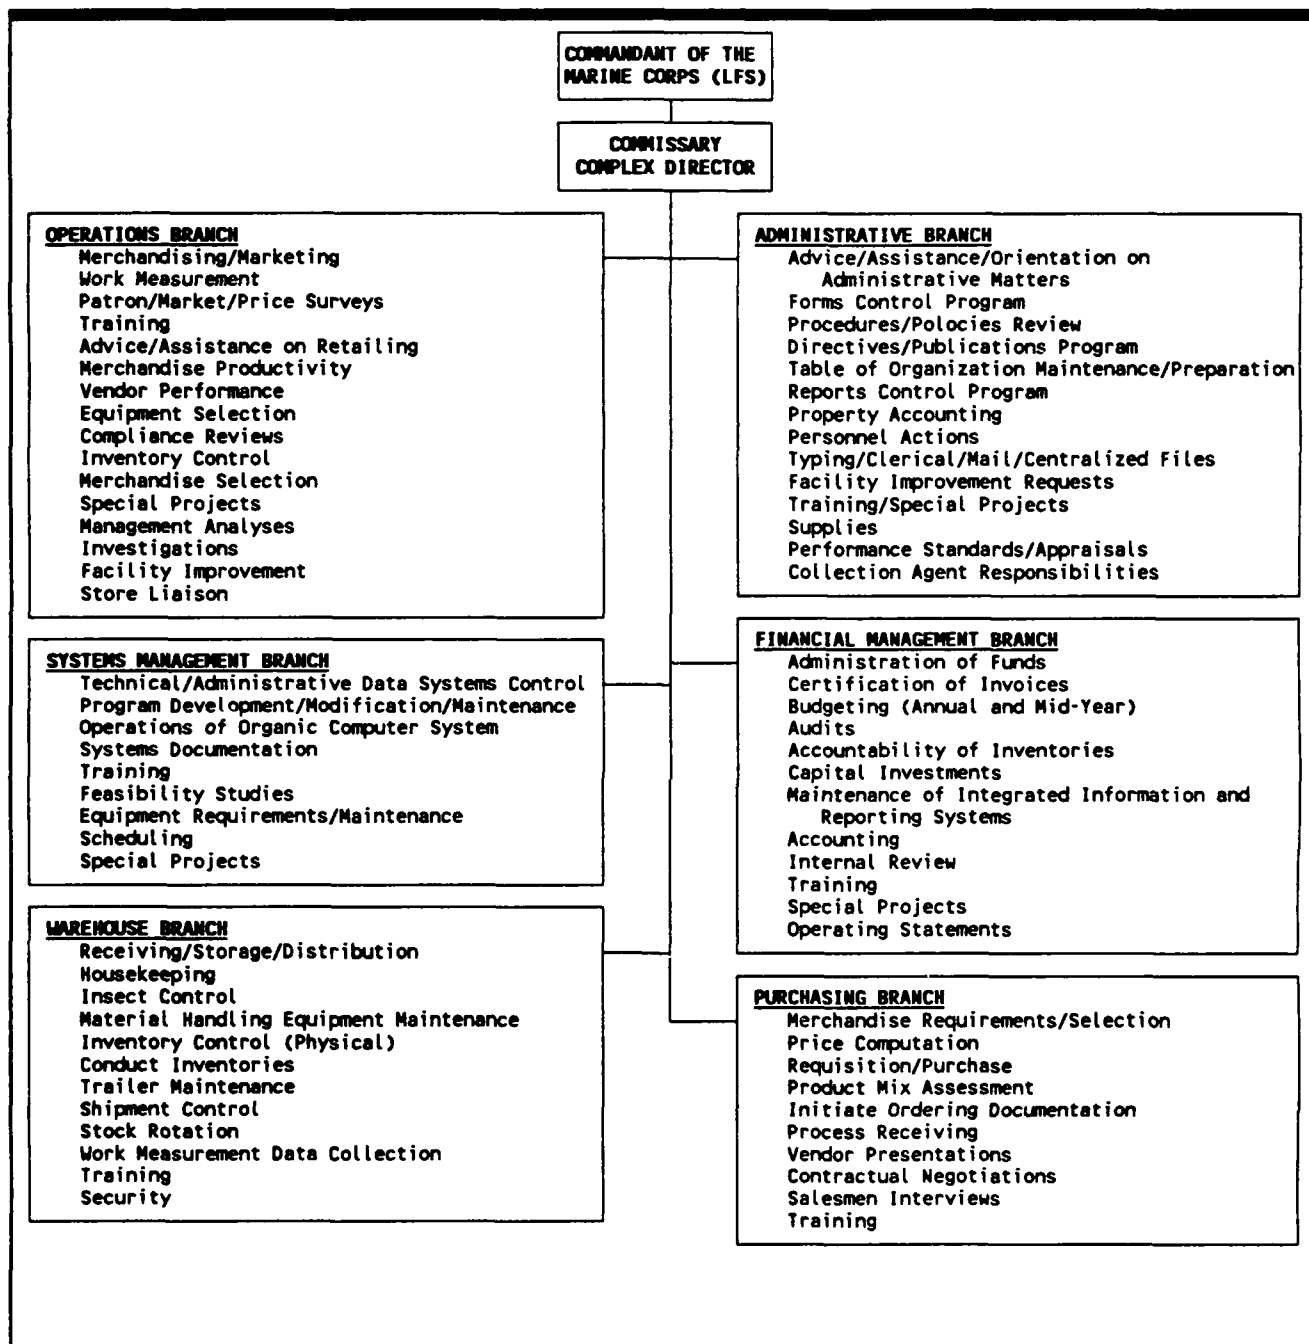 COMMANDANT OF THE
MARINE CORPS (LFS)
COMMISSARY
COMPLEX DIRECTOR
OPERATIONS BRANCH
Merchandising/Marketing
Work Measurement
Patron/Market/Price Surveys
Training
Advice/Assistance on Retailing
Merchandise Productivity
Vendor Performance
Equipment Selection
Compliance Reviews
Inventory Control
Merchandise Selection
Special Projects
Management Analyses
Investigations
Facility Improvement
Store Liaison
ADMINISTRATIVE BRANCH
Advice/Assistance/Orientation on
Administrative Matters
Forms Control Program
Procedures/Polocies Review
Directives/Publications Program
Table of Organization Maintenance/Preparation
Reports Control Program
Property Accounting
Personnel Actions
Typing/Clerical/Mail/Centralized Files
Facility Improvement Requests
Training/Special Projects
Supplies
Performance Standards/Appraisals
Collection Agent Responsibilities
SYSTEMS MANAGEMENT BRANCH
Technical/Administrative Data Systems Control
Program Development/Modification/Maintenance
Operations of Organic Computer System
Systems Documentation
Training
Feasibility Studies
Equipment Requirements/Maintenance
Scheduling
Special Projects
FINANCIAL MANAGEMENT BRANCH
Administration of Funds
Certification of Invoices
Budgeting (Annual and Mid-Year)
Audits
Accountability of Inventories
Capital Investments
Maintenance of Integrated Information and
Reporting Systems
Accounting
Internal Review
Training
Special Projects
Operating Statements
WAREHOUSE BRANCH
Receiving/Storage/Distribution
Housekeeping
Insect Control
Material Handling Equipment Maintenance
Inventory Control (Physical)
Conduct Inventories
Trailer Maintenance
Shipment Control
Stock Rotation
Work Measurement Data Collection
Training
Security
PURCHASING BRANCH
Merchandise Requirements/Selection
Price Computation
Requisition/Purchase
Product Mix Assessment
Initiate Ordering Documentation
Process Receiving
Vendor Presentations
Contractual Negotiations
Salesmen Interviews
Training